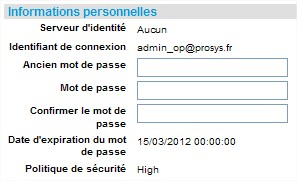 Informations personnelles
Serveur d'identité Aucun
Identifiant de connexion admin_op@prosys.fr
Ancien mot de passe
Mot de passe
Confirmer le mot de
passe
Date d'expiration du mot 15/03/2012 00:00:00
de passe
Politique de sécurité High